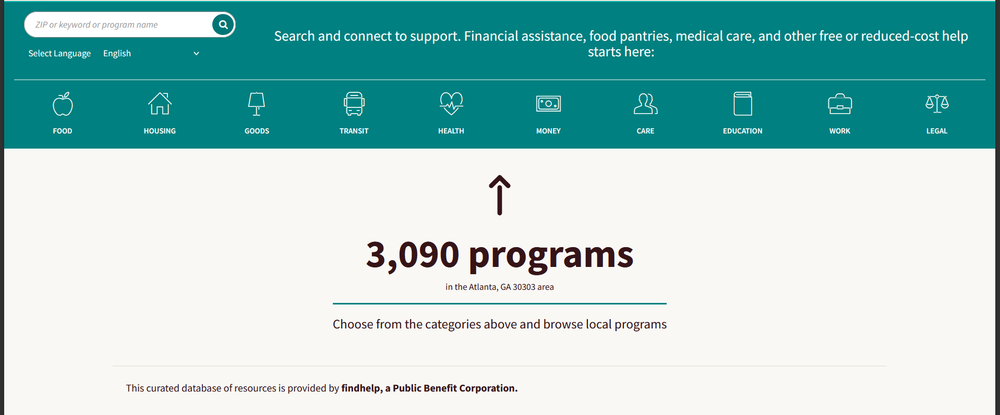 ZIP or keyword or program name
Select Language English
Search and connect to support. Financial assistance, food pantries, medical care, and other free or reduced-cost help
starts here:
FOOD
HOUSING
GOODS
TRANSIT
HEALTH
MONEY
CARE
EDUCATION
WORK
LEGAL
3,090 programs
in the Atlanta, GA 30303 area
Choose from the categories above and browse local programs
This curated database of resources is provided by findhelp, a Public Benefit Corporation.